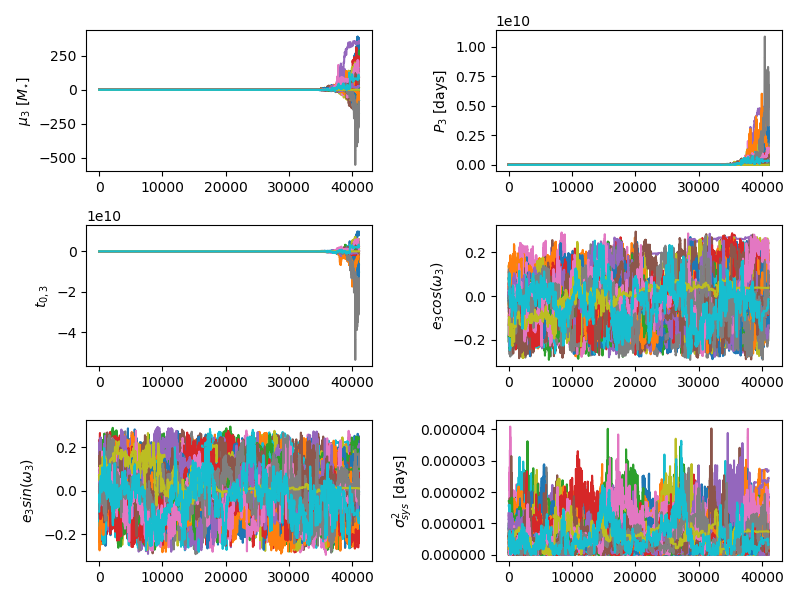 1e10
μ₃ [M⋆]
250
0
−250
−500
0 10000 20000 30000 40000
P₃ [days]
1.00
0.75
0.50
0.25
0.00
0 10000 20000 30000 40000
1e10
t₀,₃
0
−2
−4
0 10000 20000 30000 40000
e₃cos(ω₃)
0.2
0.0
−0.2
0 10000 20000 30000 40000
e₃sin(ω₃)
0.2
0.0
−0.2
0 10000 20000 30000 40000
σ²sys [days]
0.000004
0.000003
0.000002
0.000001
0.000000
0 10000 20000 30000 40000